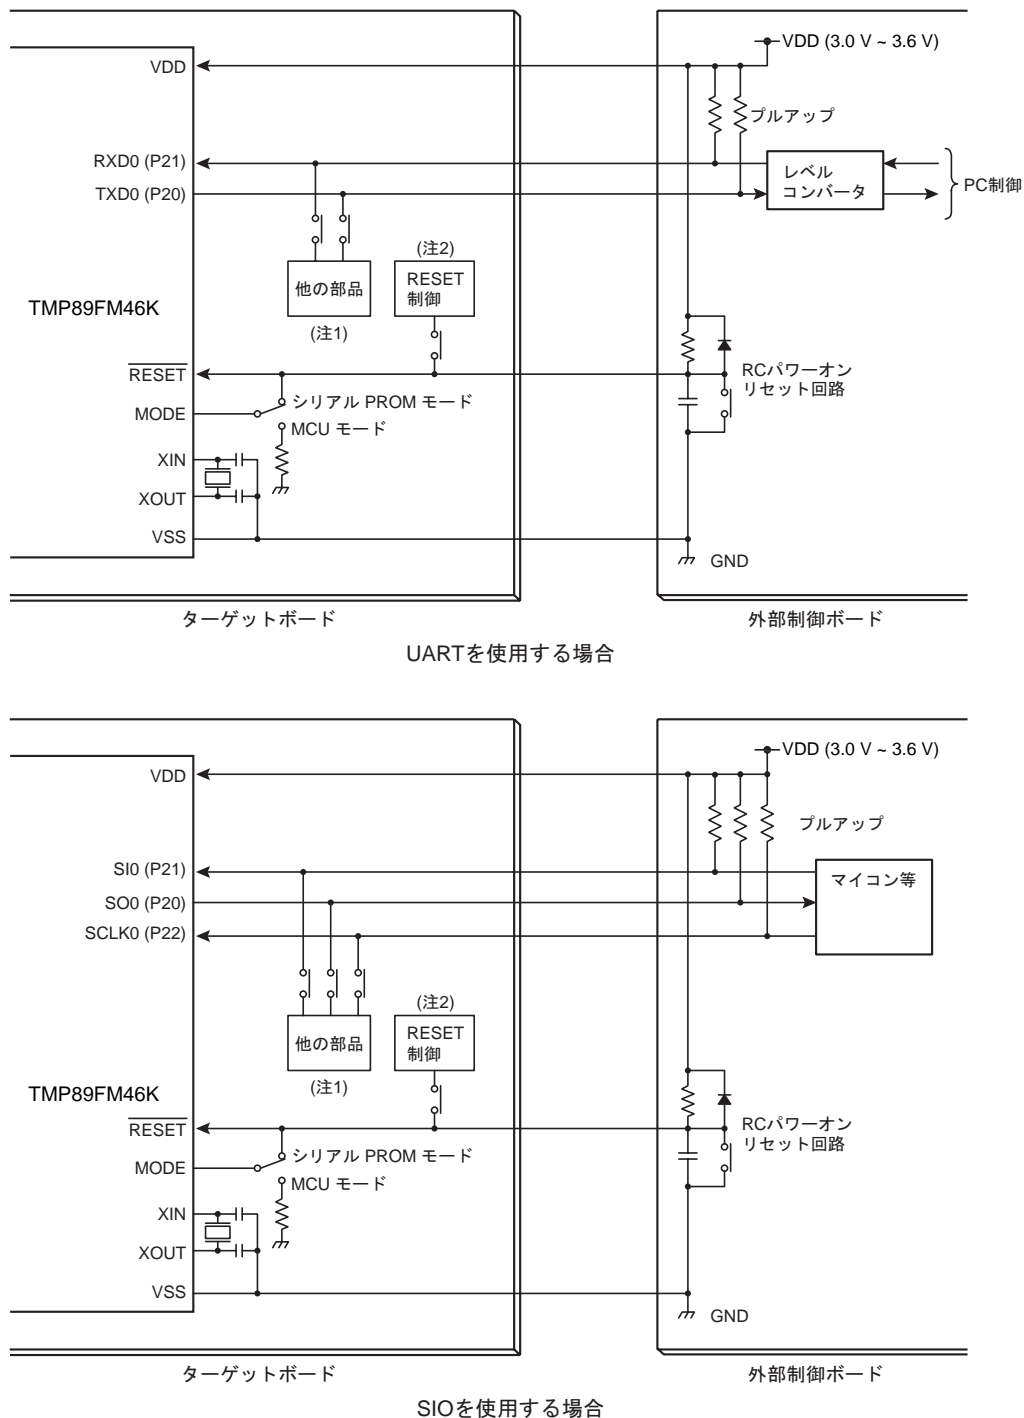 VDD (3.0 V ~ 3.6 V)
VDD
プルアップ
RXD0 (P21)
TXD0 (P20)
レベル
コンバータ
PC制御
(注2)
RESET
制御
他の部品
(注1)
TMP89FM46K
RESET
RCパワーオン
リセット回路
シリアル PROM モード
MODE
MCU モード
XIN
XOUT
VSS
GND
ターゲットボード
外部制御ボード
UARTを使用する場合
VDD (3.0 V ~ 3.6 V)
VDD
プルアップ
SI0 (P21)
SO0 (P20)
SCLK0 (P22)
マイコン等
(注2)
RESET
制御
他の部品
(注1)
TMP89FM46K
RESET
RCパワーオン
リセット回路
シリアル PROM モード
MODE
MCU モード
XIN
XOUT
VSS
GND
ターゲットボード
外部制御ボード
SIOを使用する場合